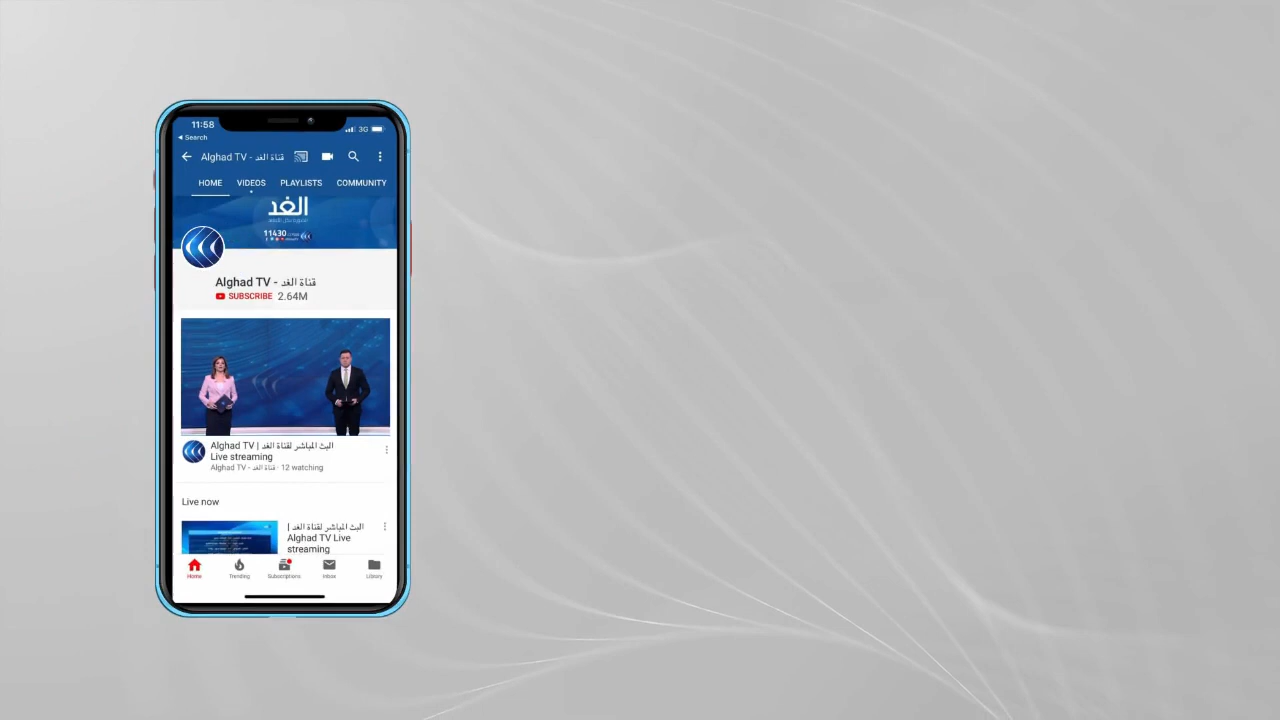 11:58
3G
Search
Alghad TV - قناة الغد
HOME VIDEOS PLAYLISTS COMMUNITY
الغد
11430
Alghad TV - قناة الغد
SUBSCRIBE 2.64M
Alghad TV | البث المباشر لقناة الغد
Live streaming
Alghad TV - قناة الغد · 12 watching
Live now
البث المباشر لقناة الغد |
Alghad TV Live
streaming
Home Trending Subscriptions Inbox Library